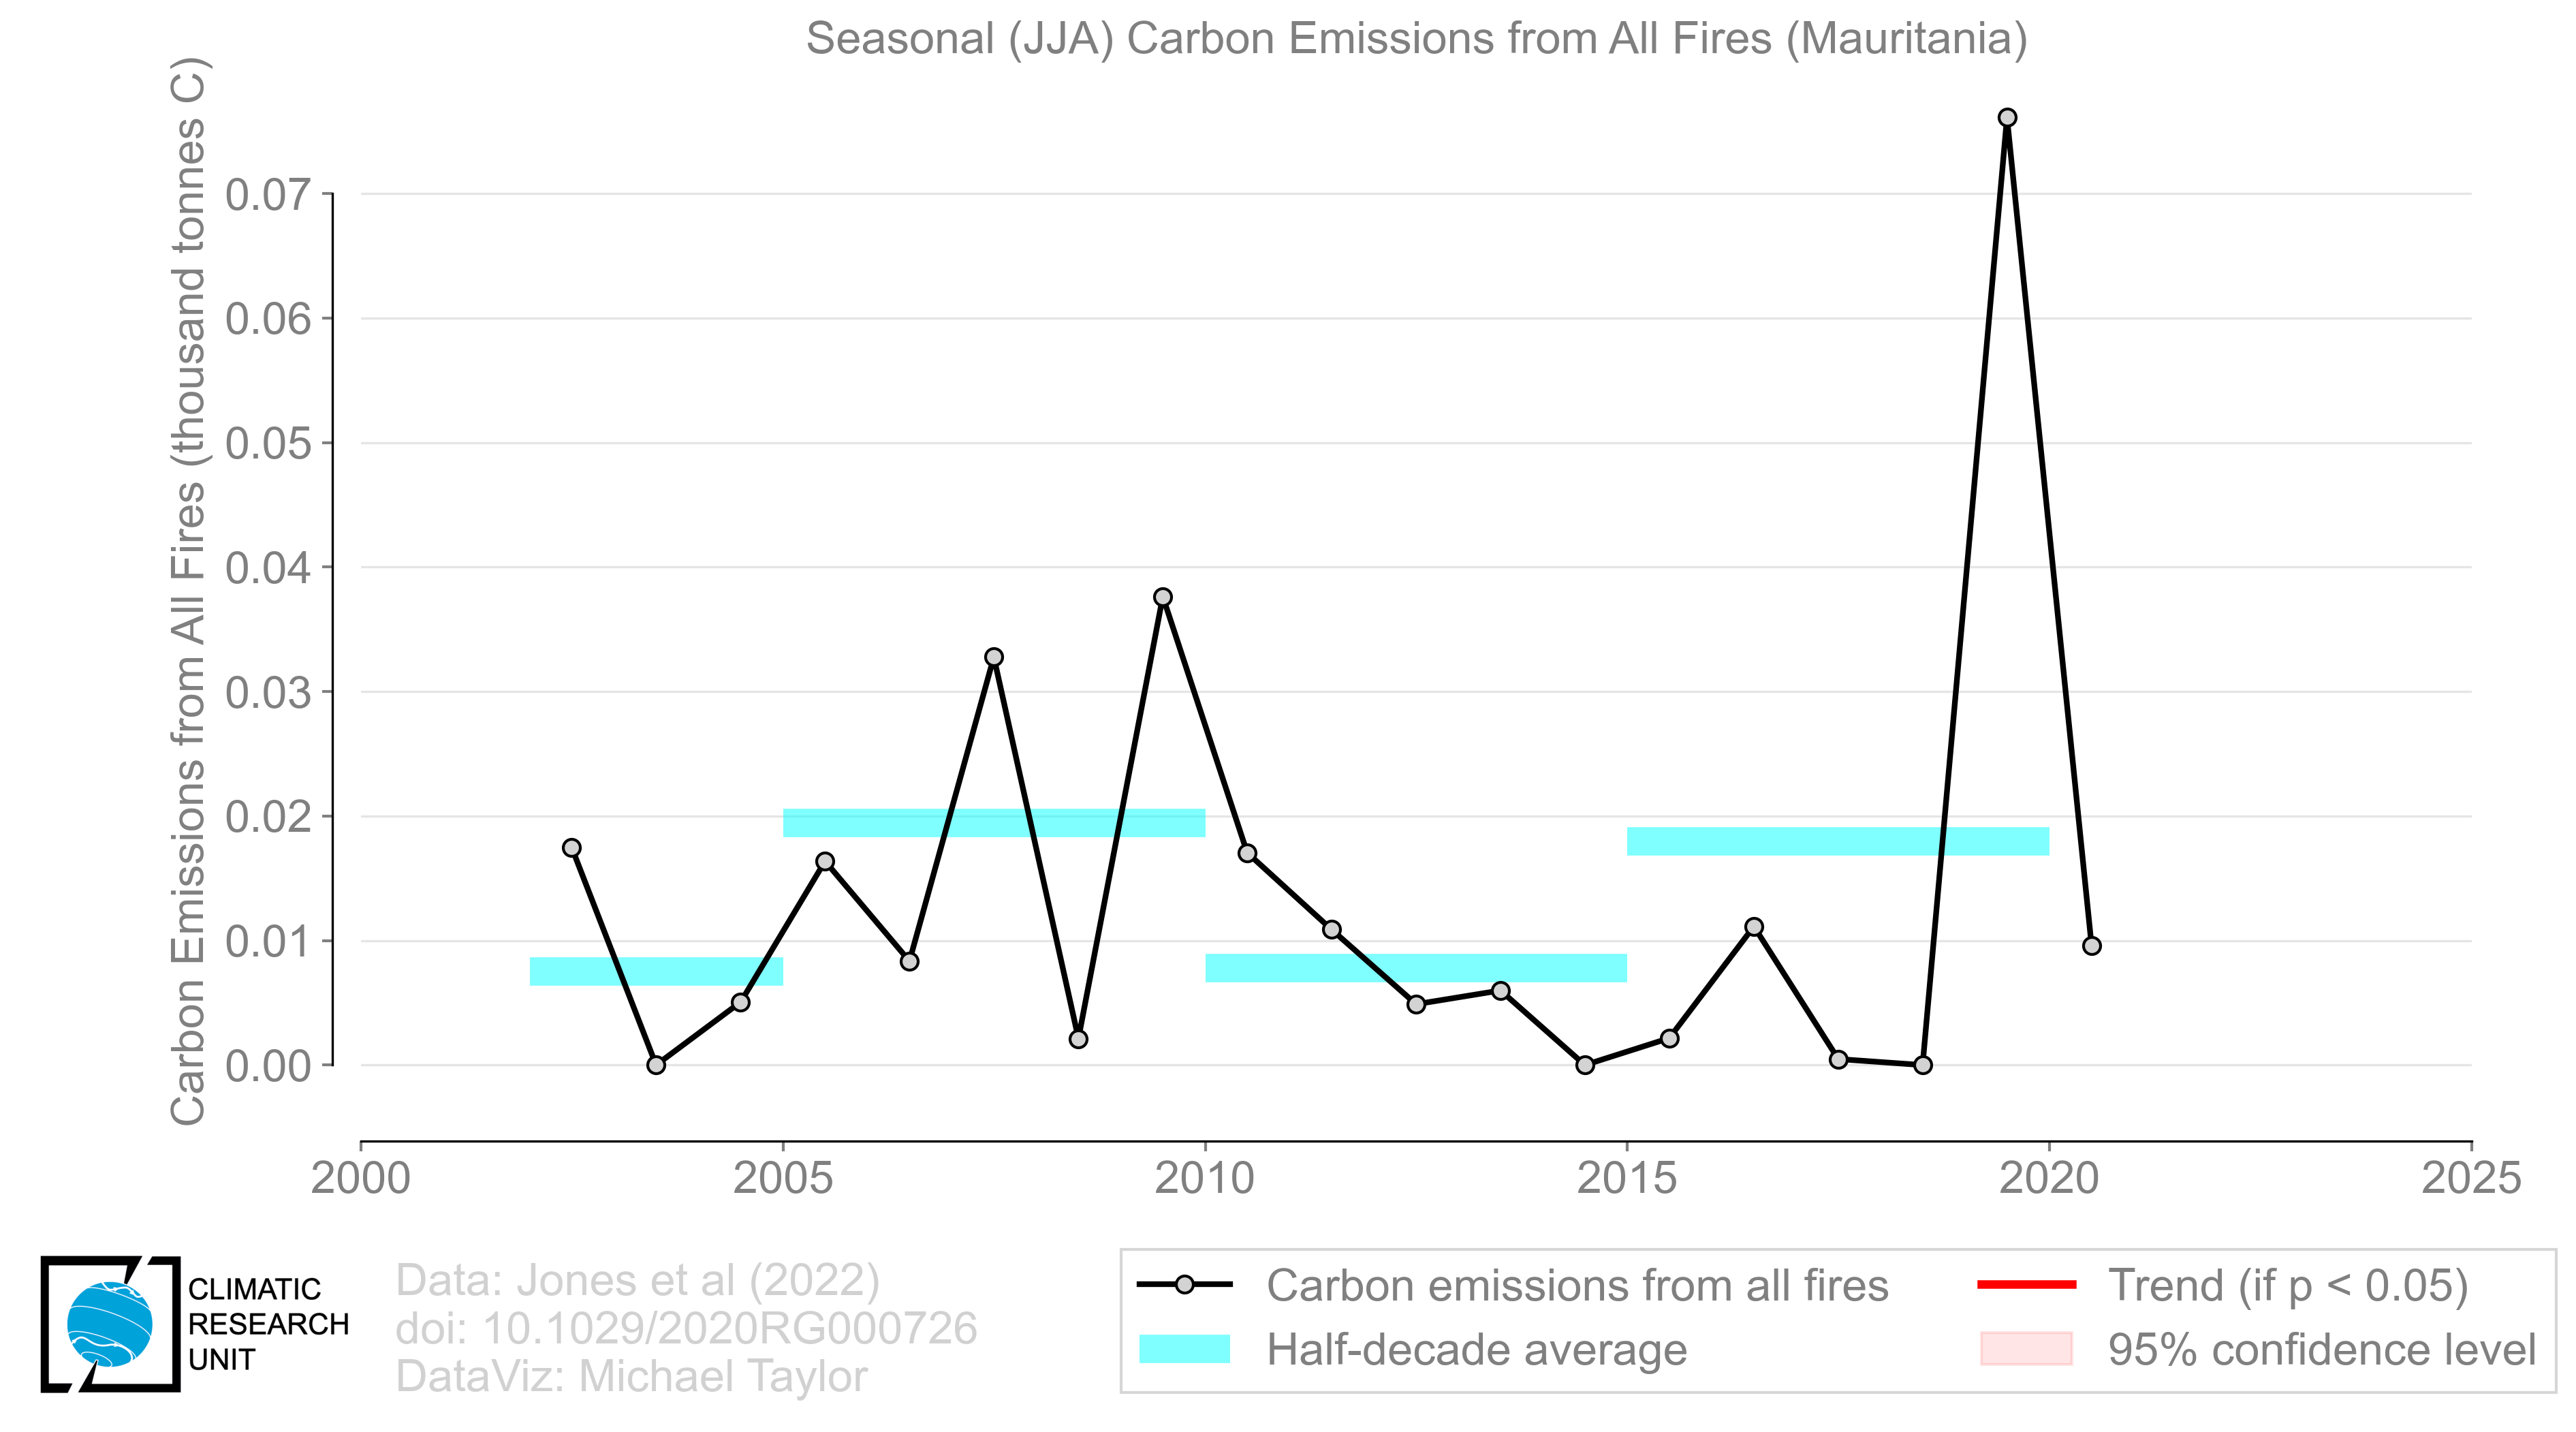 Seasonal (JJA) Carbon Emissions from All Fires (Mauritania)
Carbon Emissions from All Fires (thousand tonnes C)
0.07
0.06
0.05
0.04
0.03
0.02
0.01
0.00
2000
2005
2010
2015
2020
2025
CLIMATIC
RESEARCH
UNIT
Data: Jones et al (2022)
doi: 10.1029/2020RG000726
DataViz: Michael Taylor
Carbon emissions from all fires
Half-decade average
Trend (if p < 0.05)
95% confidence level